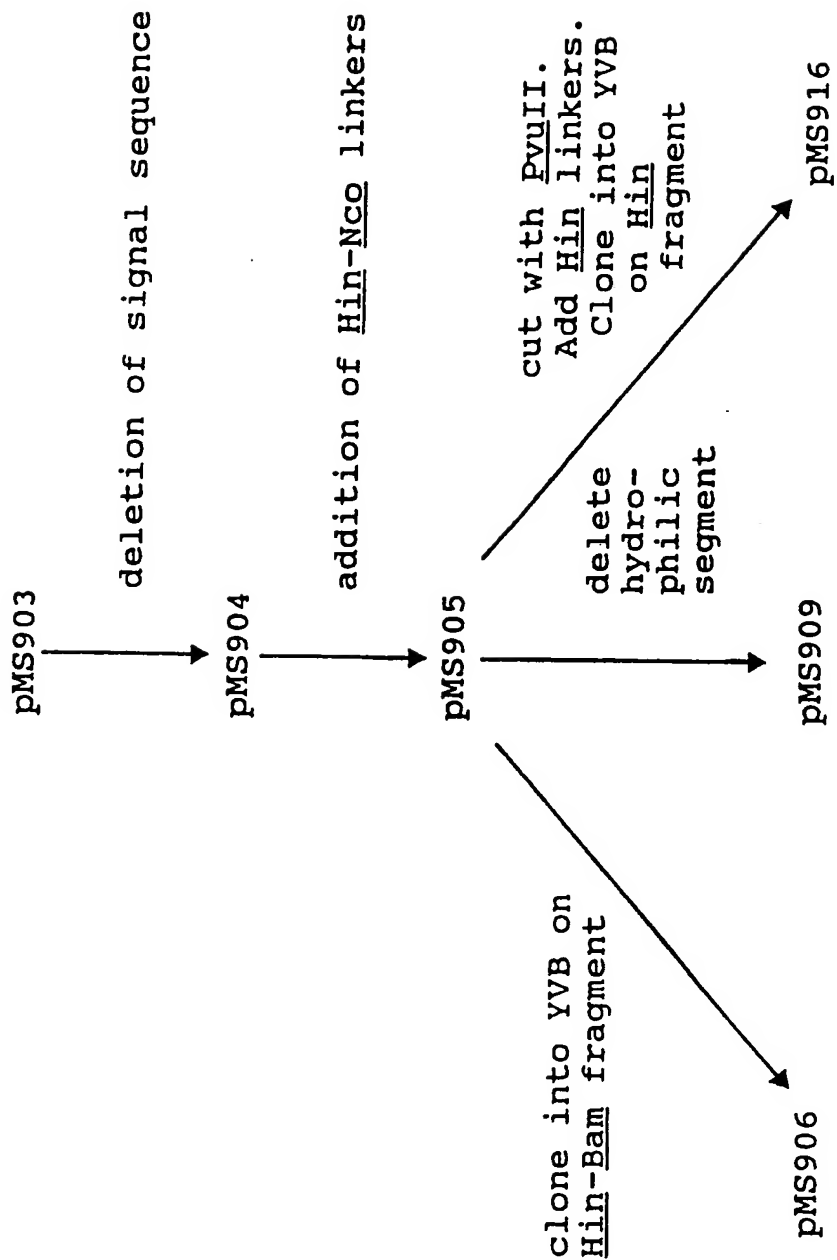 pMS903
deletion of signal sequence
pMS904
addition of Hin-Nco linkers
pMS905
clone into YVB on
Hin-Bam fragment
delete
hydro-
philic
segment
cut with PvuII.
Add Hin linkers.
Clone into YVB
on Hin
fragment
pMS906
pMS909
pMS916